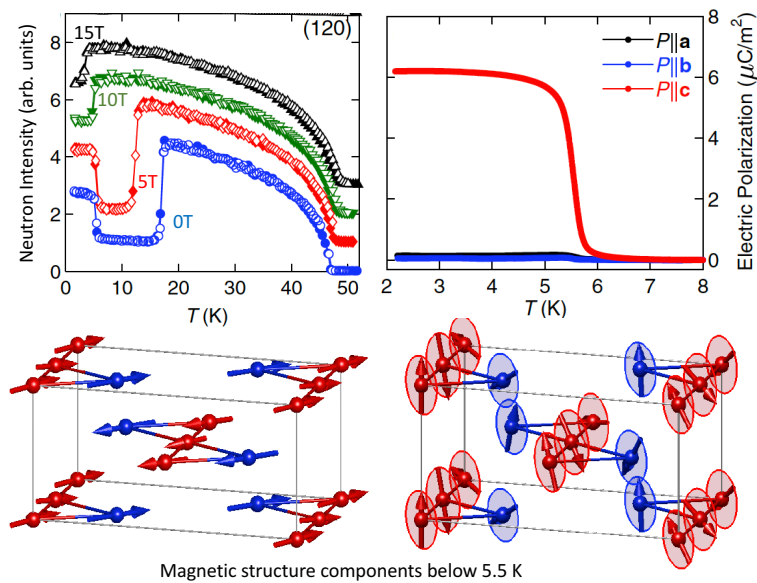 (120)
15T
10T
5T
0T
Neutron Intensity (arb. units)
8
6
4
2
0
0 10 20 30 40 50
T (K)
P||a
P||b
P||c
Electric Polarization (μC/m²)
8
6
4
2
0
2 3 4 5 6 7 8
T (K)
Magnetic structure components below 5.5 K